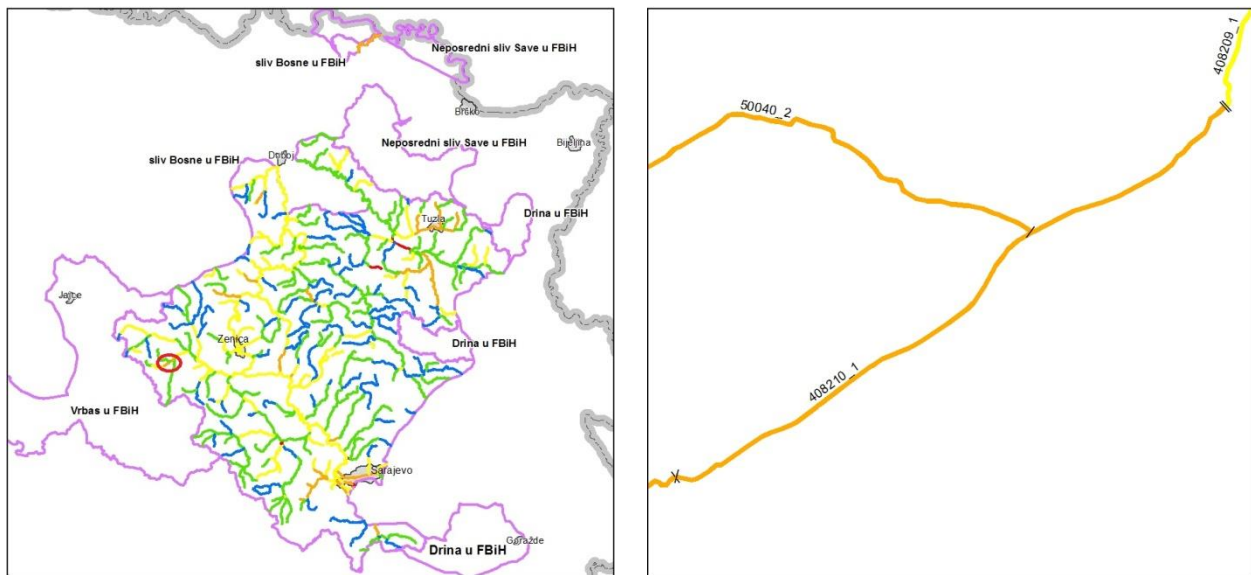 Neposredni sliv Save u FBiH
sliv Bosne u FBiH
Brčko
Bijeljina
Neposredni sliv Save u FBiH
sliv Bosne u FBiH
Doboj
Drina u FBiH
Tuzla
Jajce
Drina u FBiH
Zenica
Vrbas u FBiH
Sarajevo
Goražde
Drina u FBiH
408209_1
50040_2
408210_1